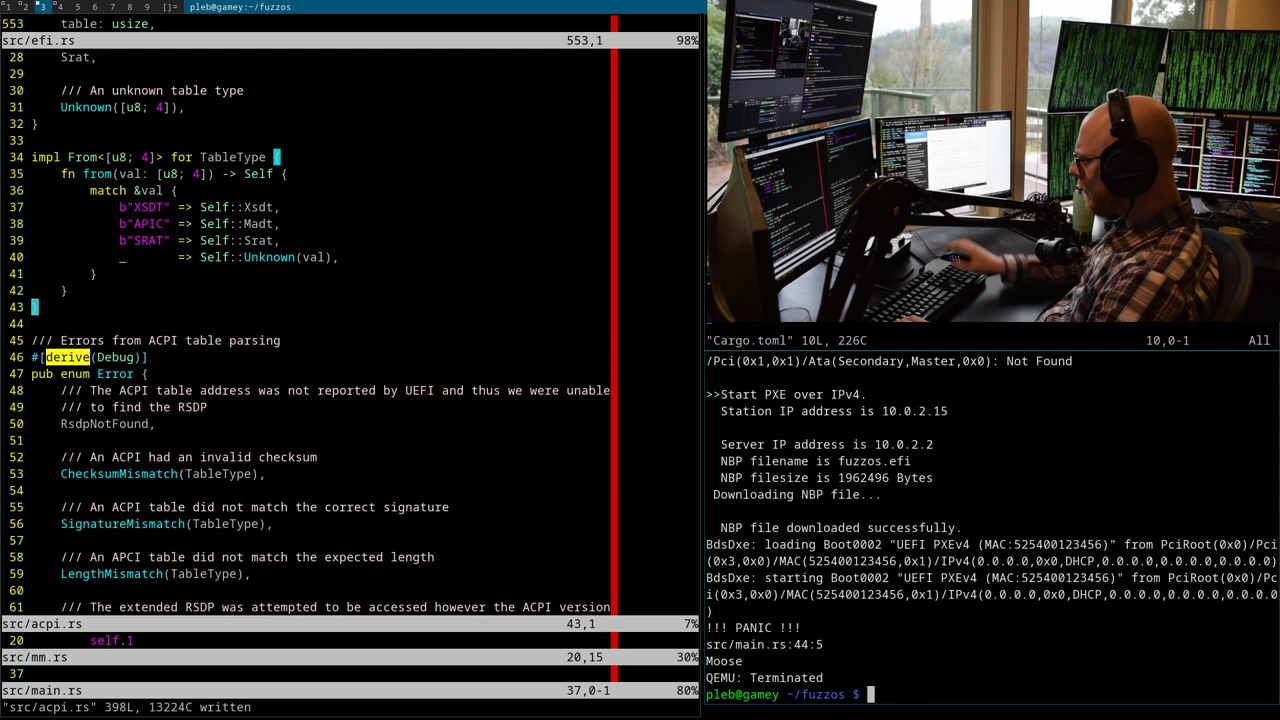 1 2 3 4 5 6 7 8 9 []= pleb@gamey:~/fuzzos
553     table: usize,
src/efi.rs 553,1 98%
28     Srat,
29
30     /// An unknown table type
31     Unknown([u8; 4]),
32 }
33
34 impl From<[u8; 4]> for TableType {
35     fn from(val: [u8; 4]) -> Self {
36         match &val {
37             b"XSDT" => Self::Xsdt,
38             b"APIC" => Self::Madt,
39             b"SRAT" => Self::Srat,
40             _       => Self::Unknown(val),
41         }
42     }
43 }
44
45 /// Errors from ACPI table parsing
46 #[derive(Debug)]
47 pub enum Error {
48     /// The ACPI table address was not reported by UEFI and thus we were unable
49     /// to find the RSDP
50     RsdpNotFound,
51
52     /// An ACPI had an invalid checksum
53     ChecksumMismatch(TableType),
54
55     /// An ACPI table did not match the correct signature
56     SignatureMismatch(TableType),
57
58     /// An APCI table did not match the expected length
59     LengthMismatch(TableType),
60
61     /// The extended RSDP was attempted to be accessed however the ACPI version
src/acpi.rs 43,1 7%
20         self.1
src/mm.rs 20,15 30%
37
src/main.rs 37,0-1 80%
"src/acpi.rs" 398L, 13224C written
"Cargo.toml" 10L, 226C 10,0-1 All
/Pci(0x1,0x1)/Ata(Secondary,Master,0x0): Not Found
>>Start PXE over IPv4.
  Station IP address is 10.0.2.15
  Server IP address is 10.0.2.2
  NBP filename is fuzzos.efi
  NBP filesize is 1962496 Bytes
 Downloading NBP file...
  NBP file downloaded successfully.
BdsDxe: loading Boot0002 "UEFI PXEv4 (MAC:525400123456)" from PciRoot(0x0)/Pci
(0x3,0x0)/MAC(525400123456,0x1)/IPv4(0.0.0.0,0x0,DHCP,0.0.0.0,0.0.0.0,0.0.0.0)
BdsDxe: starting Boot0002 "UEFI PXEv4 (MAC:525400123456)" from PciRoot(0x0)/Pc
i(0x3,0x0)/MAC(525400123456,0x1)/IPv4(0.0.0.0,0x0,DHCP,0.0.0.0,0.0.0.0,0.0.0.0
)
!!! PANIC !!!
src/main.rs:44:5
Moose
QEMU: Terminated
pleb@gamey ~/fuzzos $